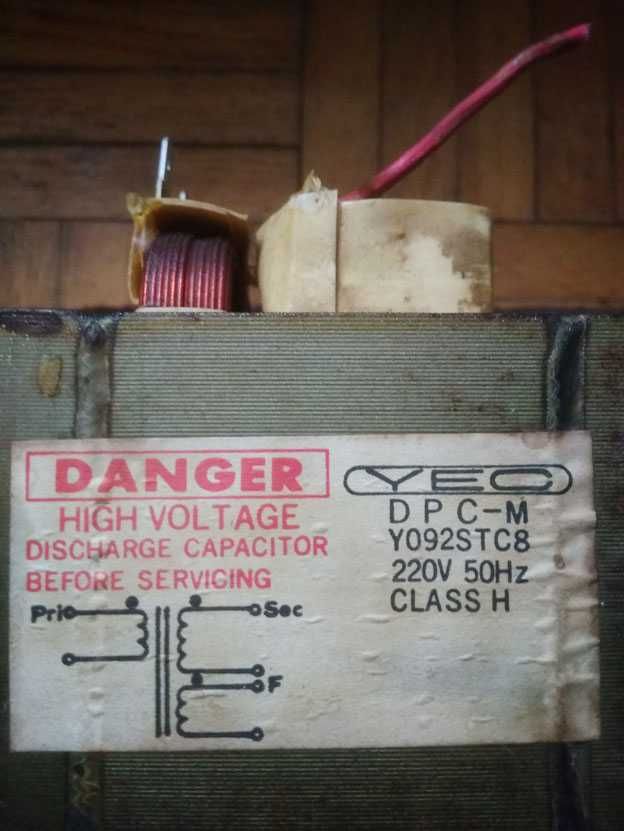 DANGER
HIGH VOLTAGE
DISCHARGE CAPACITOR
BEFORE SERVICING
YEC
DPC-M
Y092STC8
220V 50Hz
CLASS H
Pri
Sec
F